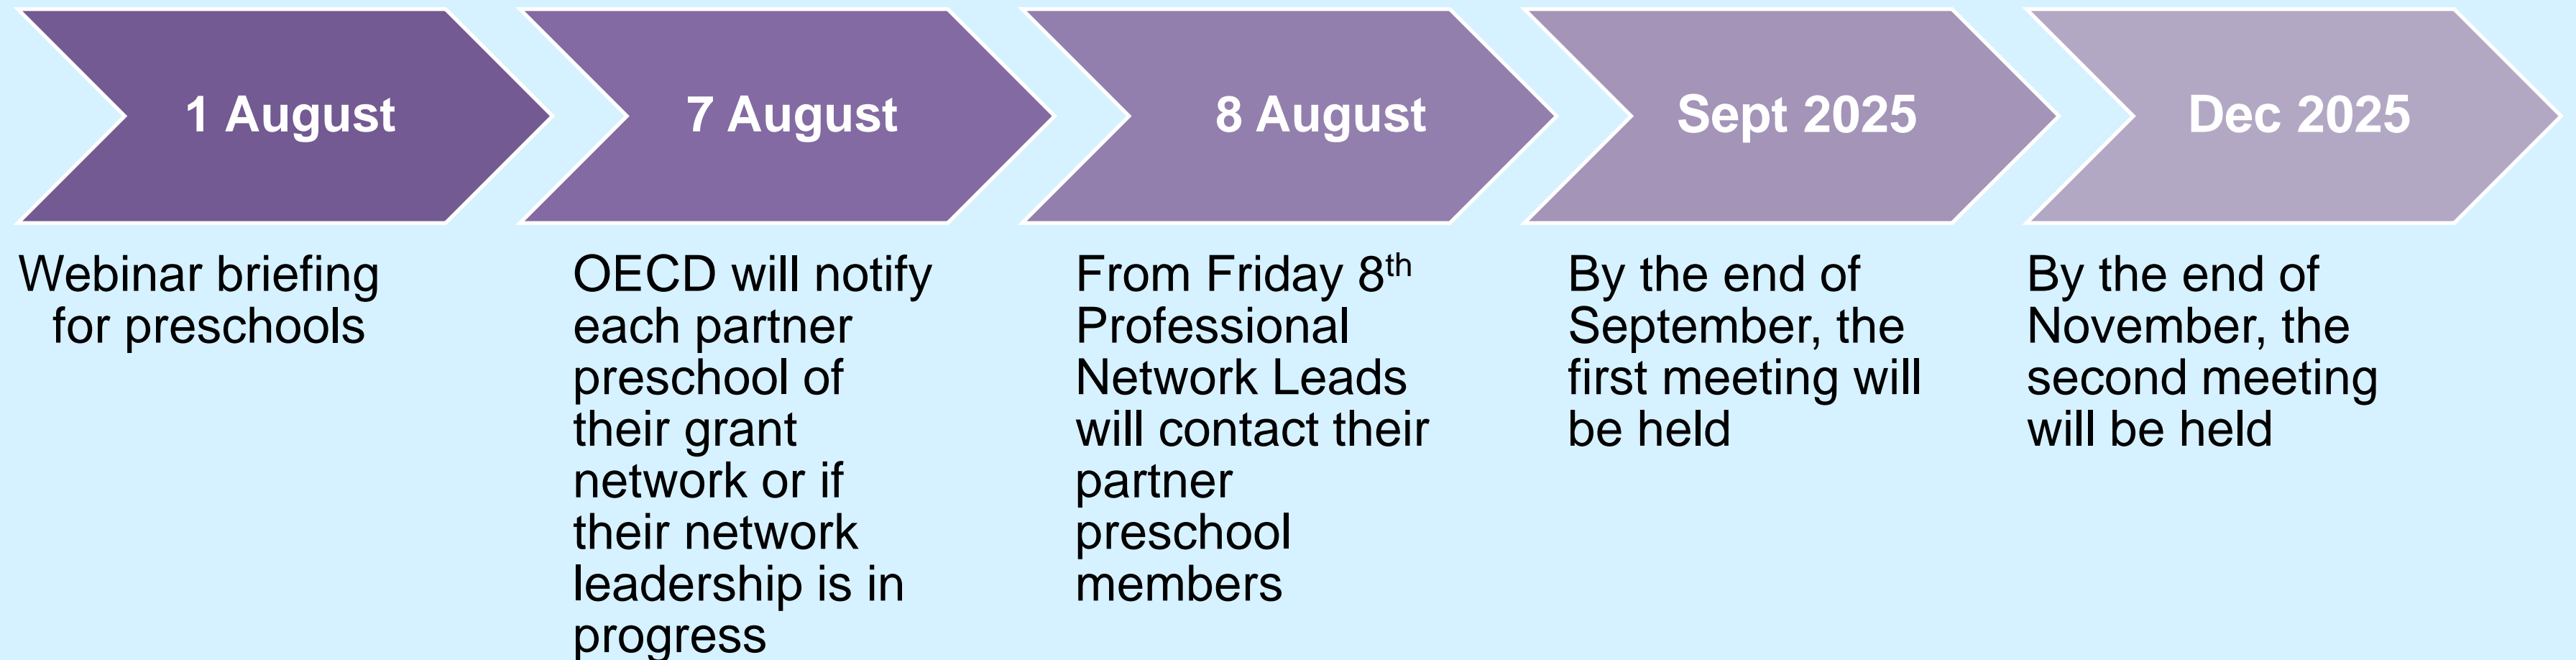 1 August
Webinar briefing
for preschools
7 August
OECD will notify
each partner
preschool of
their grant
network or if
their network
leadership is in
progress
8 August
From Friday 8th
Professional
Network Leads
will contact their
partner
preschool
members
Sept 2025
By the end of
September, the
first meeting will
be held
Dec 2025
By the end of
November, the
second meeting
will be held